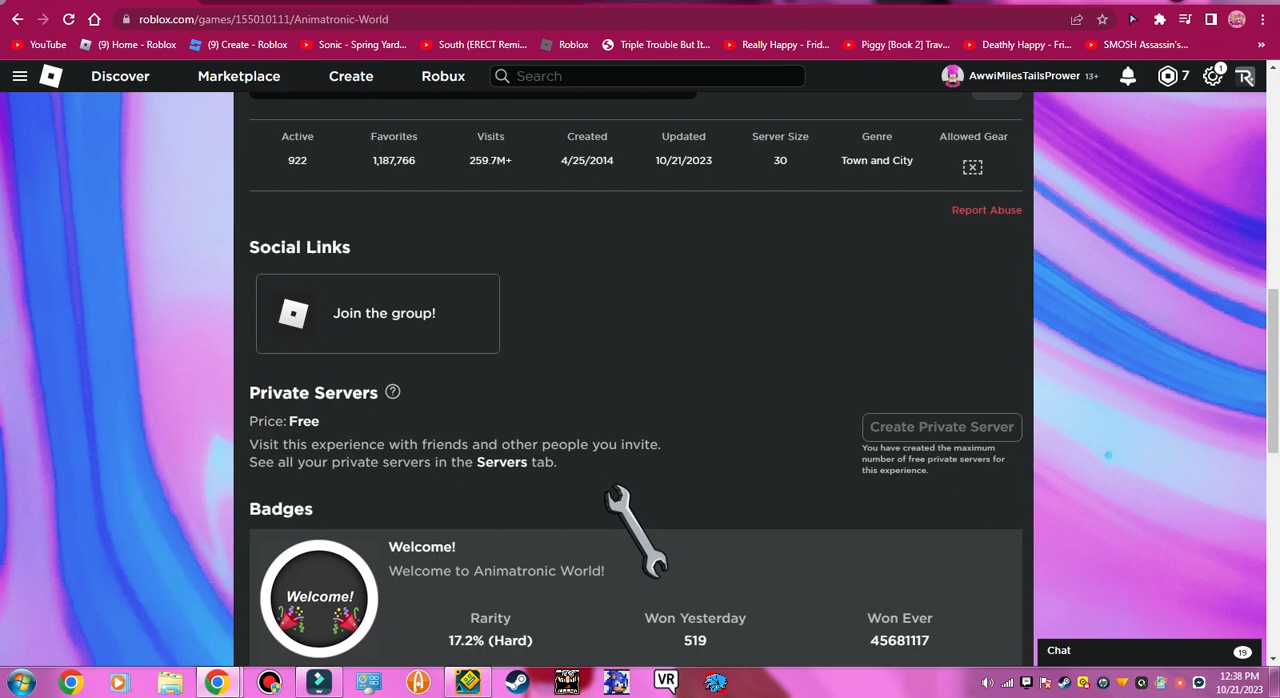 roblox.com/games/155010111/Animatronic-World
YouTube
(9) Home - Roblox
(9) Create - Roblox
Sonic - Spring Yard...
South (ERECT Remi...
Roblox
Triple Trouble But It...
Really Happy - Frid...
Piggy [Book 2] Trav...
Deathly Happy - Fri...
SMOSH Assassin's...
»
Discover
Marketplace
Create
Robux
Search
AwwiMilesTailsPrower 13+
7
1
Active
Favorites
Visits
Created
Updated
Server Size
Genre
Allowed Gear
922
1,187,766
259.7M+
4/25/2014
10/21/2023
30
Town and City
Report Abuse
Social Links
Join the group!
Private Servers
Price: Free
Create Private Server
Visit this experience with friends and other people you invite.
See all your private servers in the Servers tab.
You have created the maximum
number of free private servers for
this experience.
Badges
Welcome!
Welcome to Animatronic World!
Welcome!
Rarity
Won Yesterday
Won Ever
17.2% (Hard)
519
45681117
Chat
19
VR
12:38 PM
10/21/2023